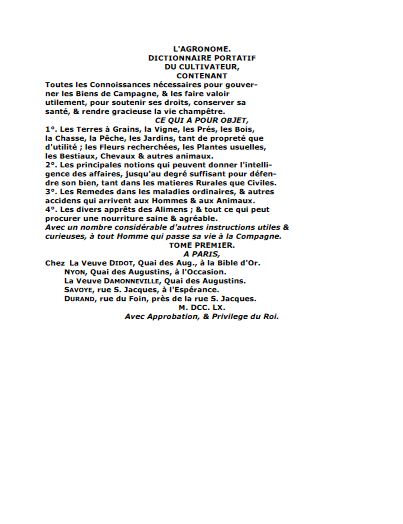 L'AGRONOME.
DICTIONNAIRE PORTATIF
DU CULTIVATEUR,
CONTENANT
Toutes les Connoissances nécessaires pour gouver-
ner les Biens de Campagne, & les faire valoir
utilement, pour soutenir ses droits, conserver sa
santé, & rendre gracieuse la vie champêtre.
CE QUI A POUR OBJET,
1°. Les Terres à Grains, la Vigne, les Prés, les Bois,
la Chasse, la Pêche, les Jardins, tant de propreté que
d'utilité ; les Fleurs recherchées, les Plantes usuelles,
les Bestiaux, Chevaux & autres animaux.
2°. Les principales notions qui peuvent donner l'intelli-
gence des affaires, jusqu'au degré suffisant pour défen-
dre son bien, tant dans les matieres Rurales que Civiles.
3°. Les Remedes dans les maladies ordinaires, & autres
accidens qui arrivent aux Hommes & aux Animaux.
4°. Les divers apprêts des Alimens ; & tout ce qui peut
procurer une nourriture saine & agréable.
Avec un nombre considérable d'autres instructions utiles &
curieuses, à tout Homme qui passe sa vie à la Compagne.
TOME PREMIER.
A PARIS,
Chez La Veuve DIDOT, Quai des Aug., à la Bible d'Or.
NYON, Quai des Augustins, à l'Occasion.
La Veuve DAMONNEVILLE, Quai des Augustins.
SAVOYE, rue S. Jacques, à l'Espérance.
DURAND, rue du Foin, près de la rue S. Jacques.
M. DCC. LX.
Avec Approbation, & Privilege du Roi.